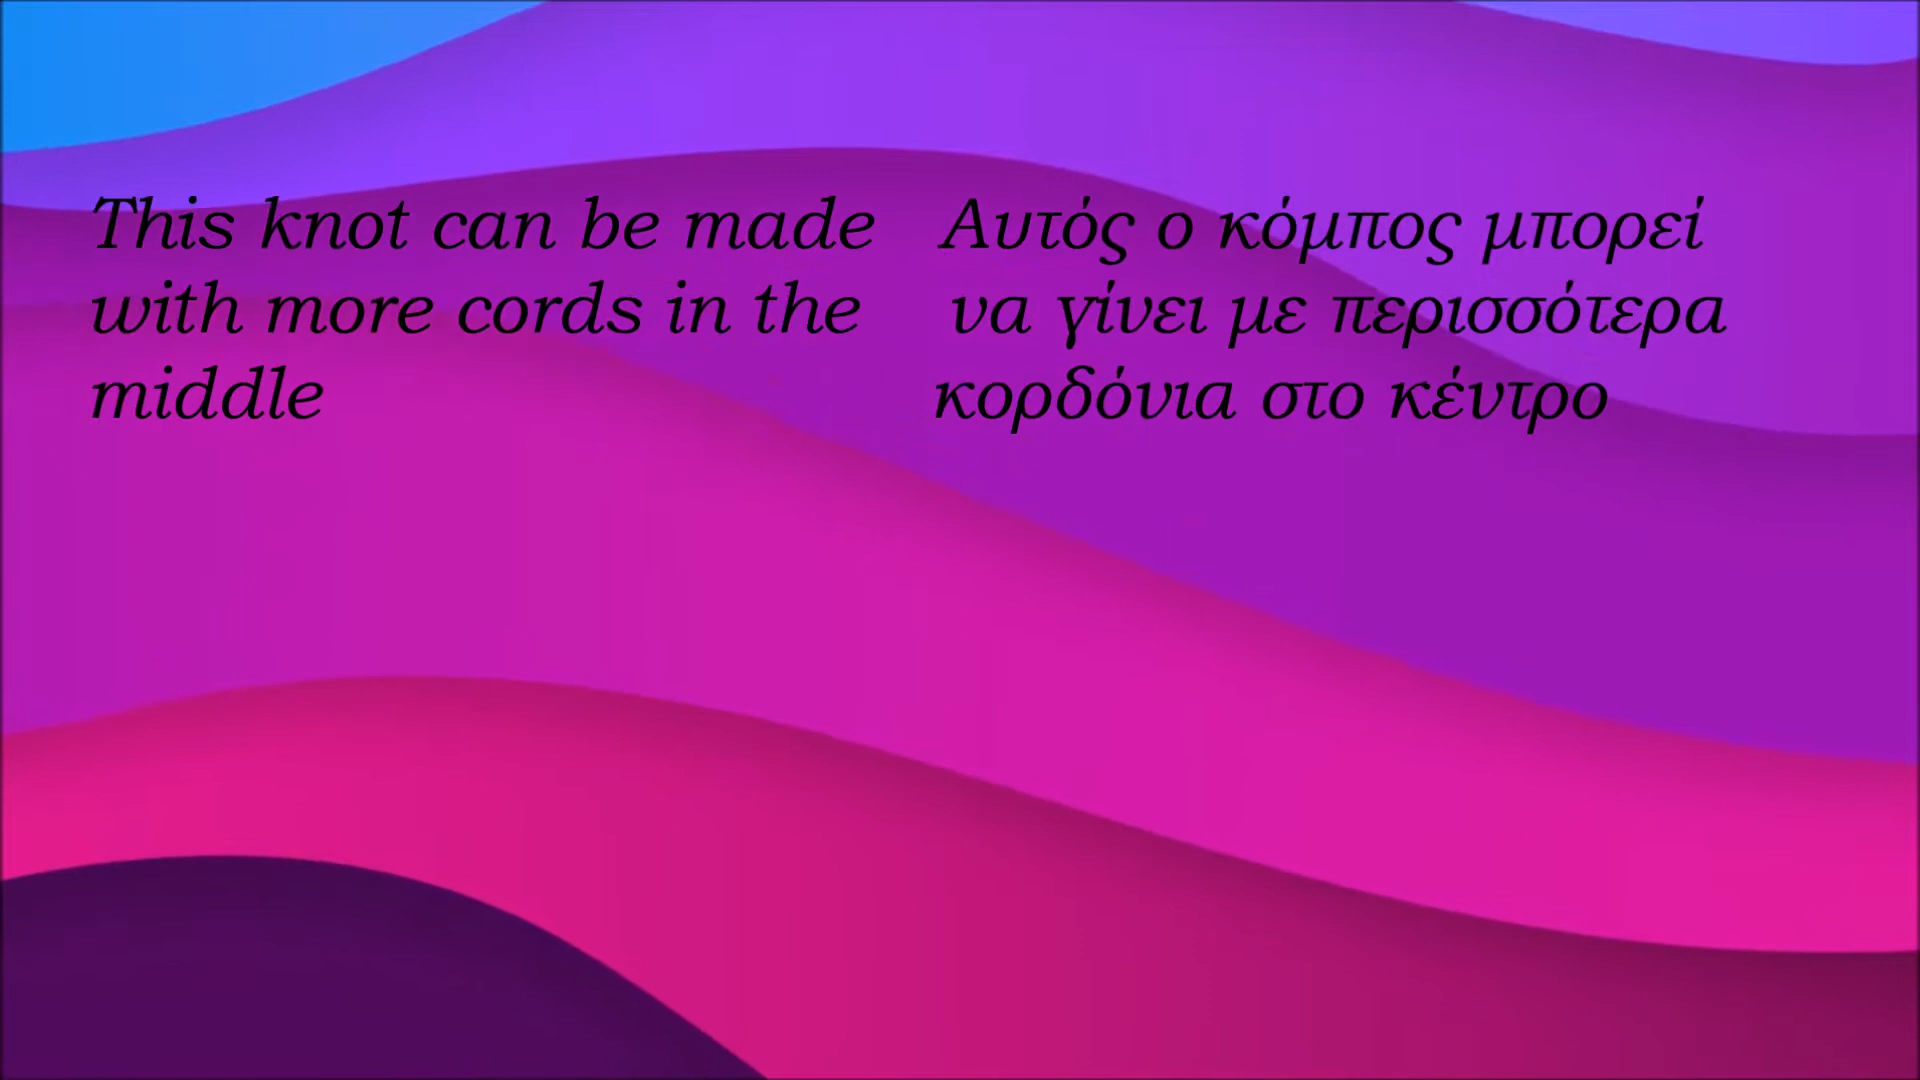 This knot can be made
with more cords in the
middle
Αυτός ο κόμπος μπορεί
να γίνει με περισσότερα
κορδόνια στο κέντρο